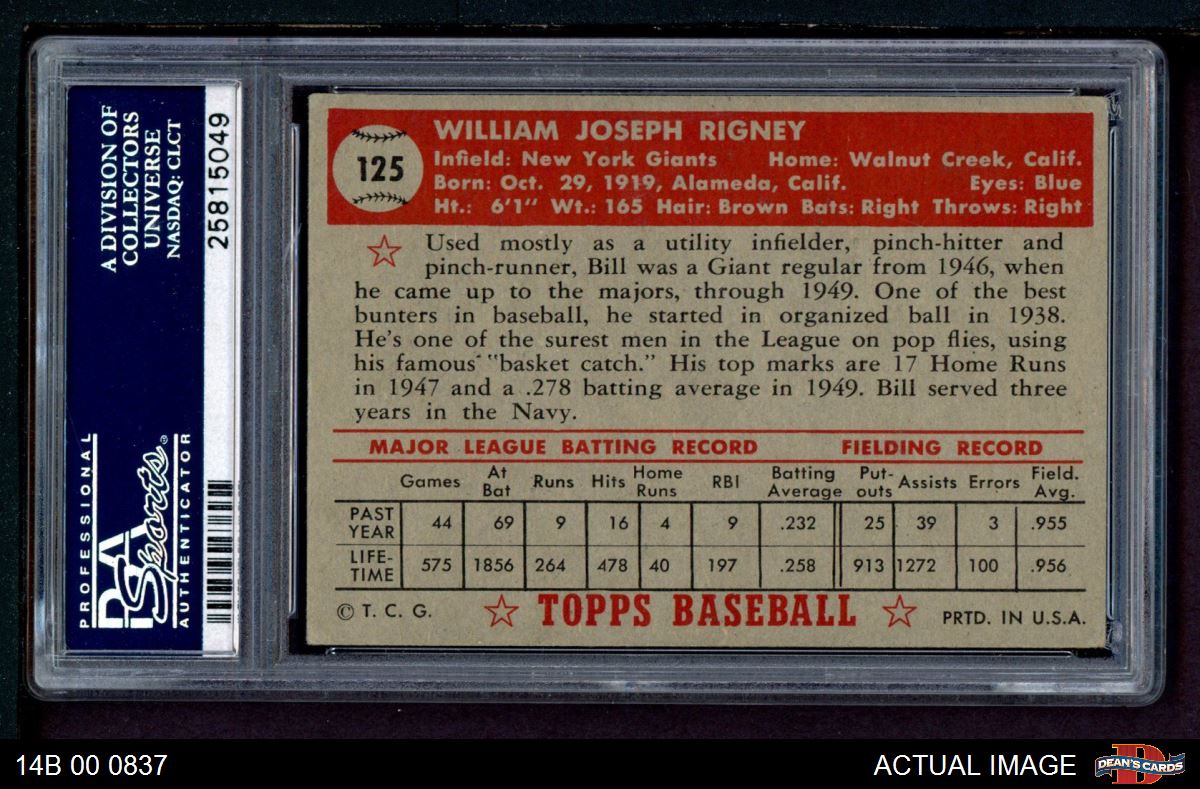 A DIVISION OF
COLLECTORS
UNIVERSE
NASDAQ: CLCT
25815049
PROFESSIONAL
PSA
Sports®
AUTHENTICATOR
125
WILLIAM JOSEPH RIGNEY
Infield: New York Giants Home: Walnut Creek, Calif.
Born: Oct. 29, 1919, Alameda, Calif. Eyes: Blue
Ht.: 6'1" Wt.: 165 Hair: Brown Bats: Right Throws: Right
Used mostly as a utility infielder, pinch-hitter and
pinch-runner, Bill was a Giant regular from 1946, when
he came up to the majors, through 1949. One of the best
bunters in baseball, he started in organized ball in 1938.
He's one of the surest men in the League on pop flies, using
his famous "basket catch." His top marks are 17 Home Runs
in 1947 and a .278 batting average in 1949. Bill served three
years in the Navy.
MAJOR LEAGUE BATTING RECORD FIELDING RECORD
Games At Bat Runs Hits Home Runs RBI Batting Average Put-outs Assists Errors Field. Avg.
PAST YEAR 44 69 9 16 4 9 .232 25 39 3 .955
LIFE-TIME 575 1856 264 478 40 197 .258 913 1272 100 .956
© T. C. G. TOPPS BASEBALL PRTD. IN U.S.A.
14B 00 0837 ACTUAL IMAGE
DEAN'S CARDS